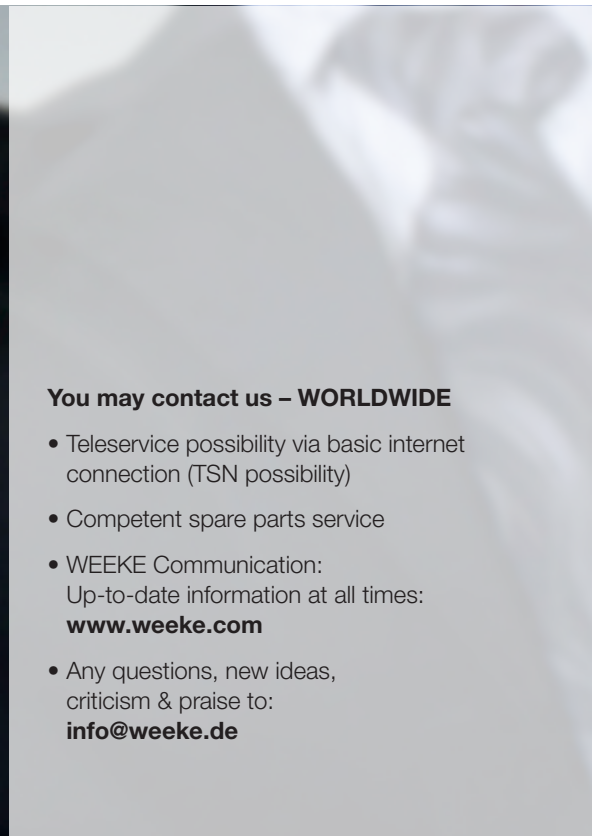 You may contact us – WORLDWIDE
• Teleservice possibility via basic internet
connection (TSN possibility)
• Competent spare parts service
• WEEKE Communication:
Up-to-date information at all times:
www.weeke.com
• Any questions, new ideas,
criticism & praise to:
info@weeke.de